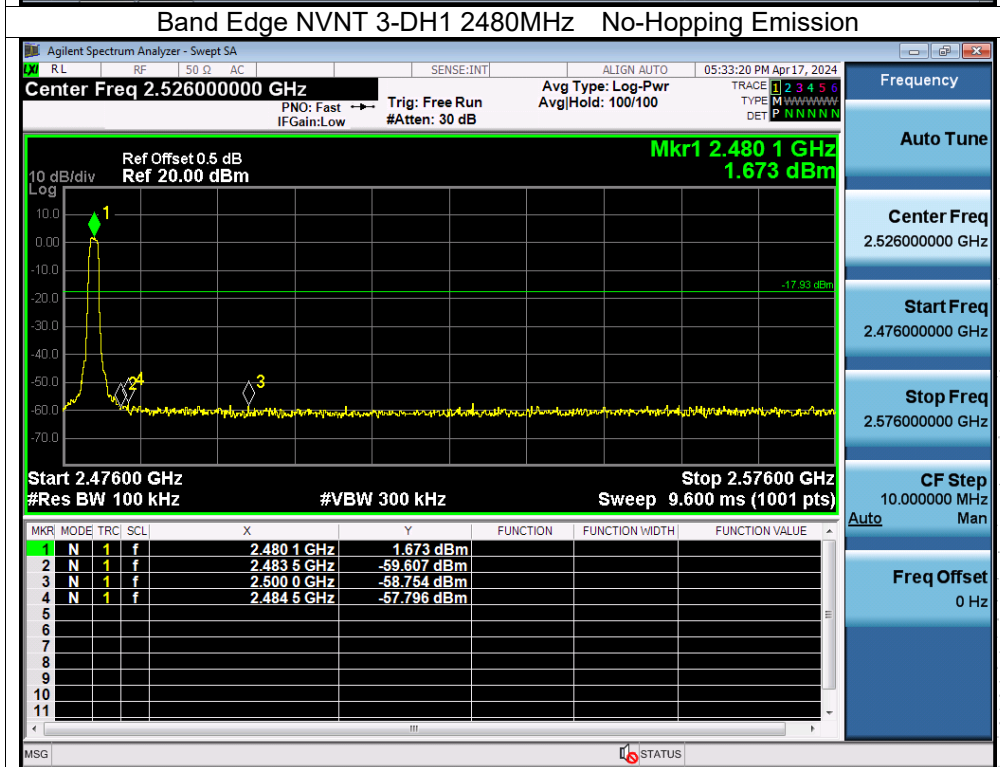 Band Edge NVNT 3-DH1 2480MHz No-Hopping Emission
Agilent Spectrum Analyzer - Swept SA
LXI RL RF 50 Ω AC SENSE:INT ALIGN AUTO 05:33:20 PM Apr 17, 2024
Center Freq 2.526000000 GHz
PNO: Fast
IFGain:Low
Trig: Free Run
#Atten: 30 dB
Avg Type: Log-Pwr
Avg|Hold: 100/100
TRACE 1 2 3 4 5 6
TYPE M WWWWW
DET P N N N N N
Ref Offset 0.5 dB
Ref 20.00 dBm
10 dB/div
Log
Mkr1 2.480 1 GHz
1.673 dBm
10.0
0.00
-10.0
-20.0
-30.0
-40.0
-50.0
-60.0
-70.0
1
2
4
3
-17.93 dBm
Start 2.47600 GHz Stop 2.57600 GHz
#Res BW 100 kHz #VBW 300 kHz Sweep 9.600 ms (1001 pts)
MKR MODE TRC SCL X Y FUNCTION FUNCTION WIDTH FUNCTION VALUE
1 N 1 f 2.480 1 GHz 1.673 dBm
2 N 1 f 2.483 5 GHz -59.607 dBm
3 N 1 f 2.500 0 GHz -58.754 dBm
4 N 1 f 2.484 5 GHz -57.796 dBm
5
6
7
8
9
10
11
MSG STATUS
Frequency
Auto Tune
Center Freq
2.526000000 GHz
Start Freq
2.476000000 GHz
Stop Freq
2.576000000 GHz
CF Step
10.000000 MHz
Auto Man
Freq Offset
0 Hz